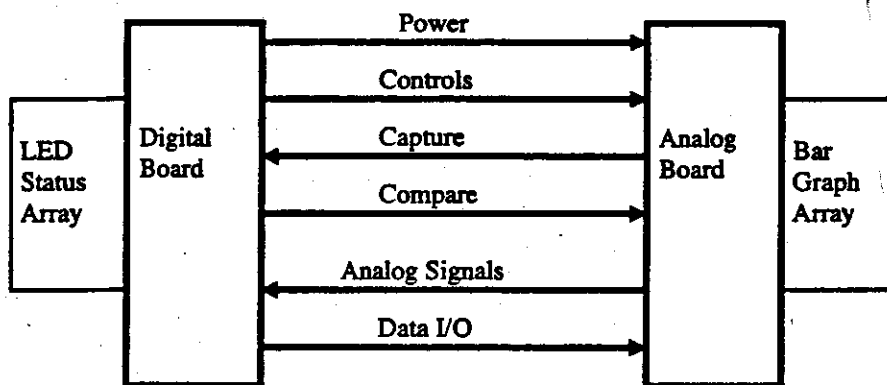 Power
Controls
Capture
Compare
Analog Signals
Data I/O
LED
Status
Array
Digital
Board
Analog
Board
Bar
Graph
Array